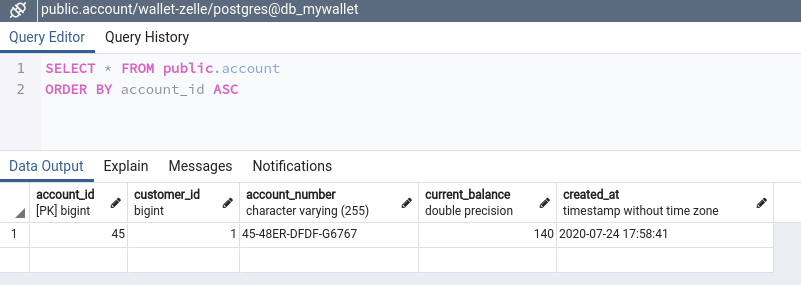 public.account/wallet-zelle/postgres@db_mywallet
Query Editor Query History
1 SELECT * FROM public.account
2 ORDER BY account_id ASC
Data Output Explain Messages Notifications
account_id customer_id account_number current_balance created_at
[PK] bigint bigint character varying (255) double precision timestamp without time zone
1 45 1 45-48ER-DFDF-G6767 140 2020-07-24 17:58:41